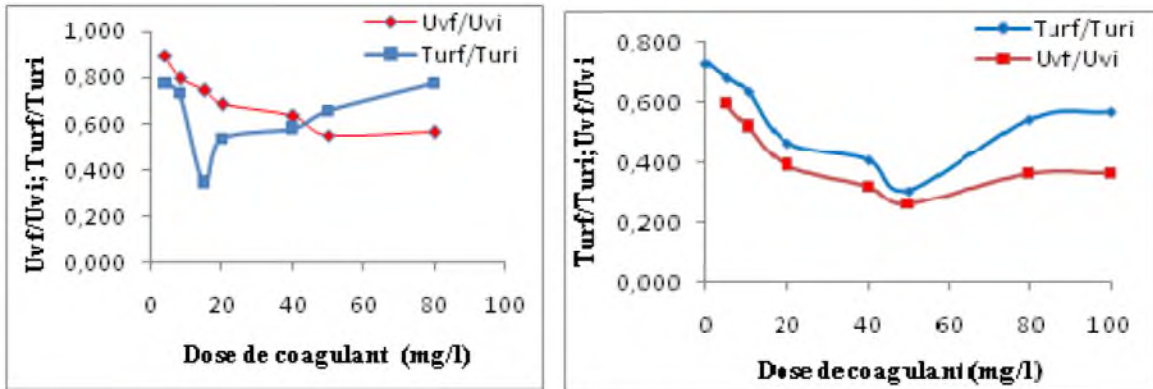 Uvf/Uvi; Turf/Turi
1,000
0,800
0,600
0,400
0,200
0,000
Uvf/Uvi
Turf/Turi
0 20 40 60 80 100
Dose de coagulant (mg/l)
Turf/Turi; Uvf/Uvi
0,800
0,600
0,400
0,200
0,000
Turf/Turi
Uvf/Uvi
0 20 40 60 80 100
Dose de coagulant (mg/l)